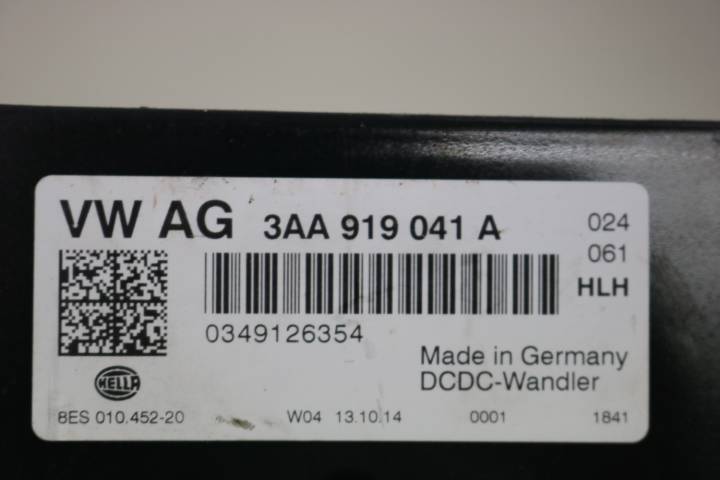 VW AG 3AA 919 041 A 024
061
HLH
0349126354
Made in Germany
DCDC-Wandler
HELLA
8ES 010.452-20 W04 13.10.14 0001 1841